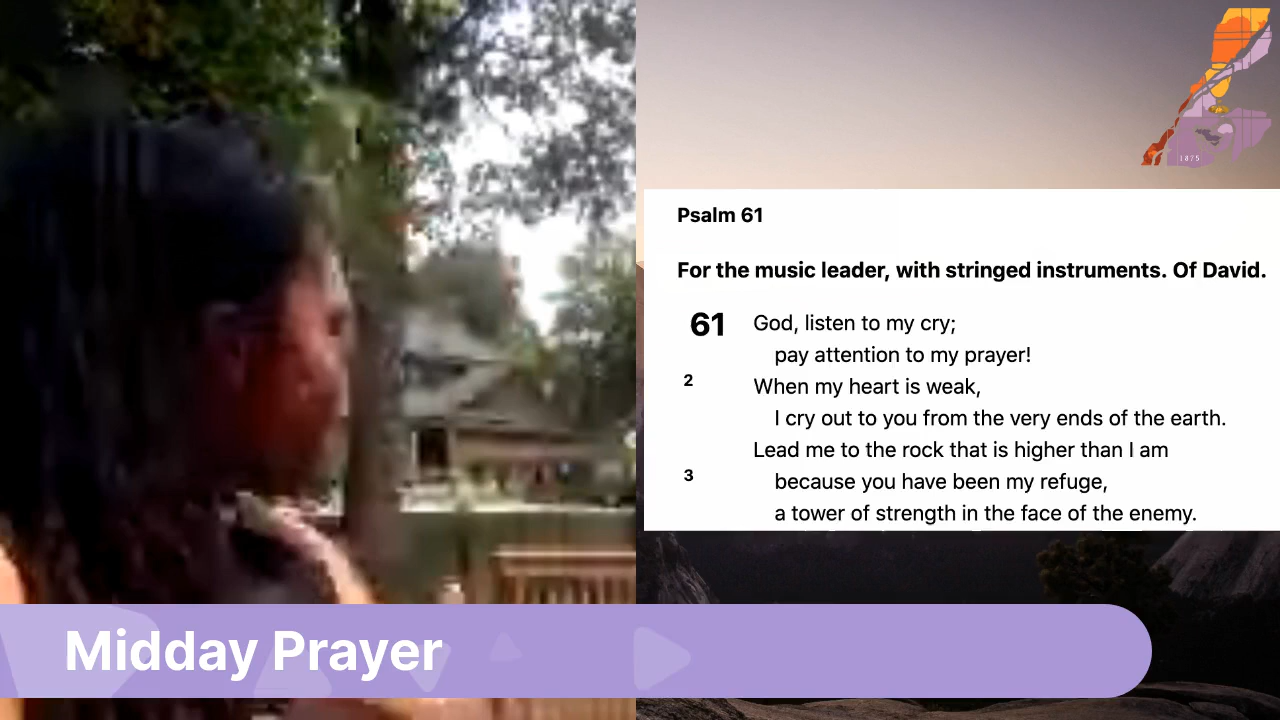 1875
Psalm 61
For the music leader, with stringed instruments. Of David.
61 God, listen to my cry;
pay attention to my prayer!
2 When my heart is weak,
I cry out to you from the very ends of the earth.
Lead me to the rock that is higher than I am
3 because you have been my refuge,
a tower of strength in the face of the enemy.
Midday Prayer